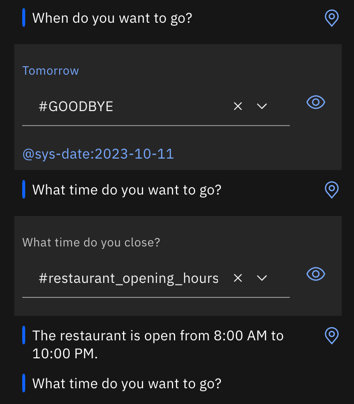 When do you want to go?
Tomorrow
#GOODBYE
@sys-date:2023-10-11
What time do you want to go?
What time do you close?
#restaurant_opening_hours
The restaurant is open from 8:00 AM to
10:00 PM.
What time do you want to go?